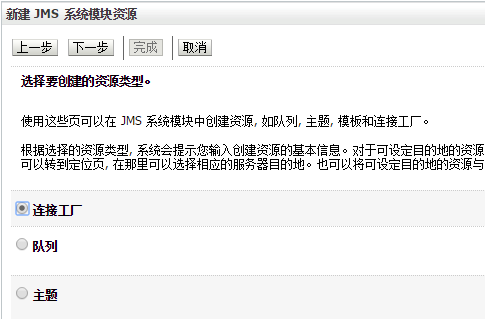 新建 JMS 系统模块资源
上一步 下一步 完成 取消
选择要创建的资源类型。
使用这些页可以在 JMS 系统模块中创建资源, 如队列, 主题, 模板和连接工厂。
根据选择的资源类型, 系统会提示您输入创建资源的基本信息。对于可设定目的地的资源
可以转到定位页, 在那里可以选择相应的服务器目的地。也可以将可设定目的地的资源与
连接工厂
队列
主题